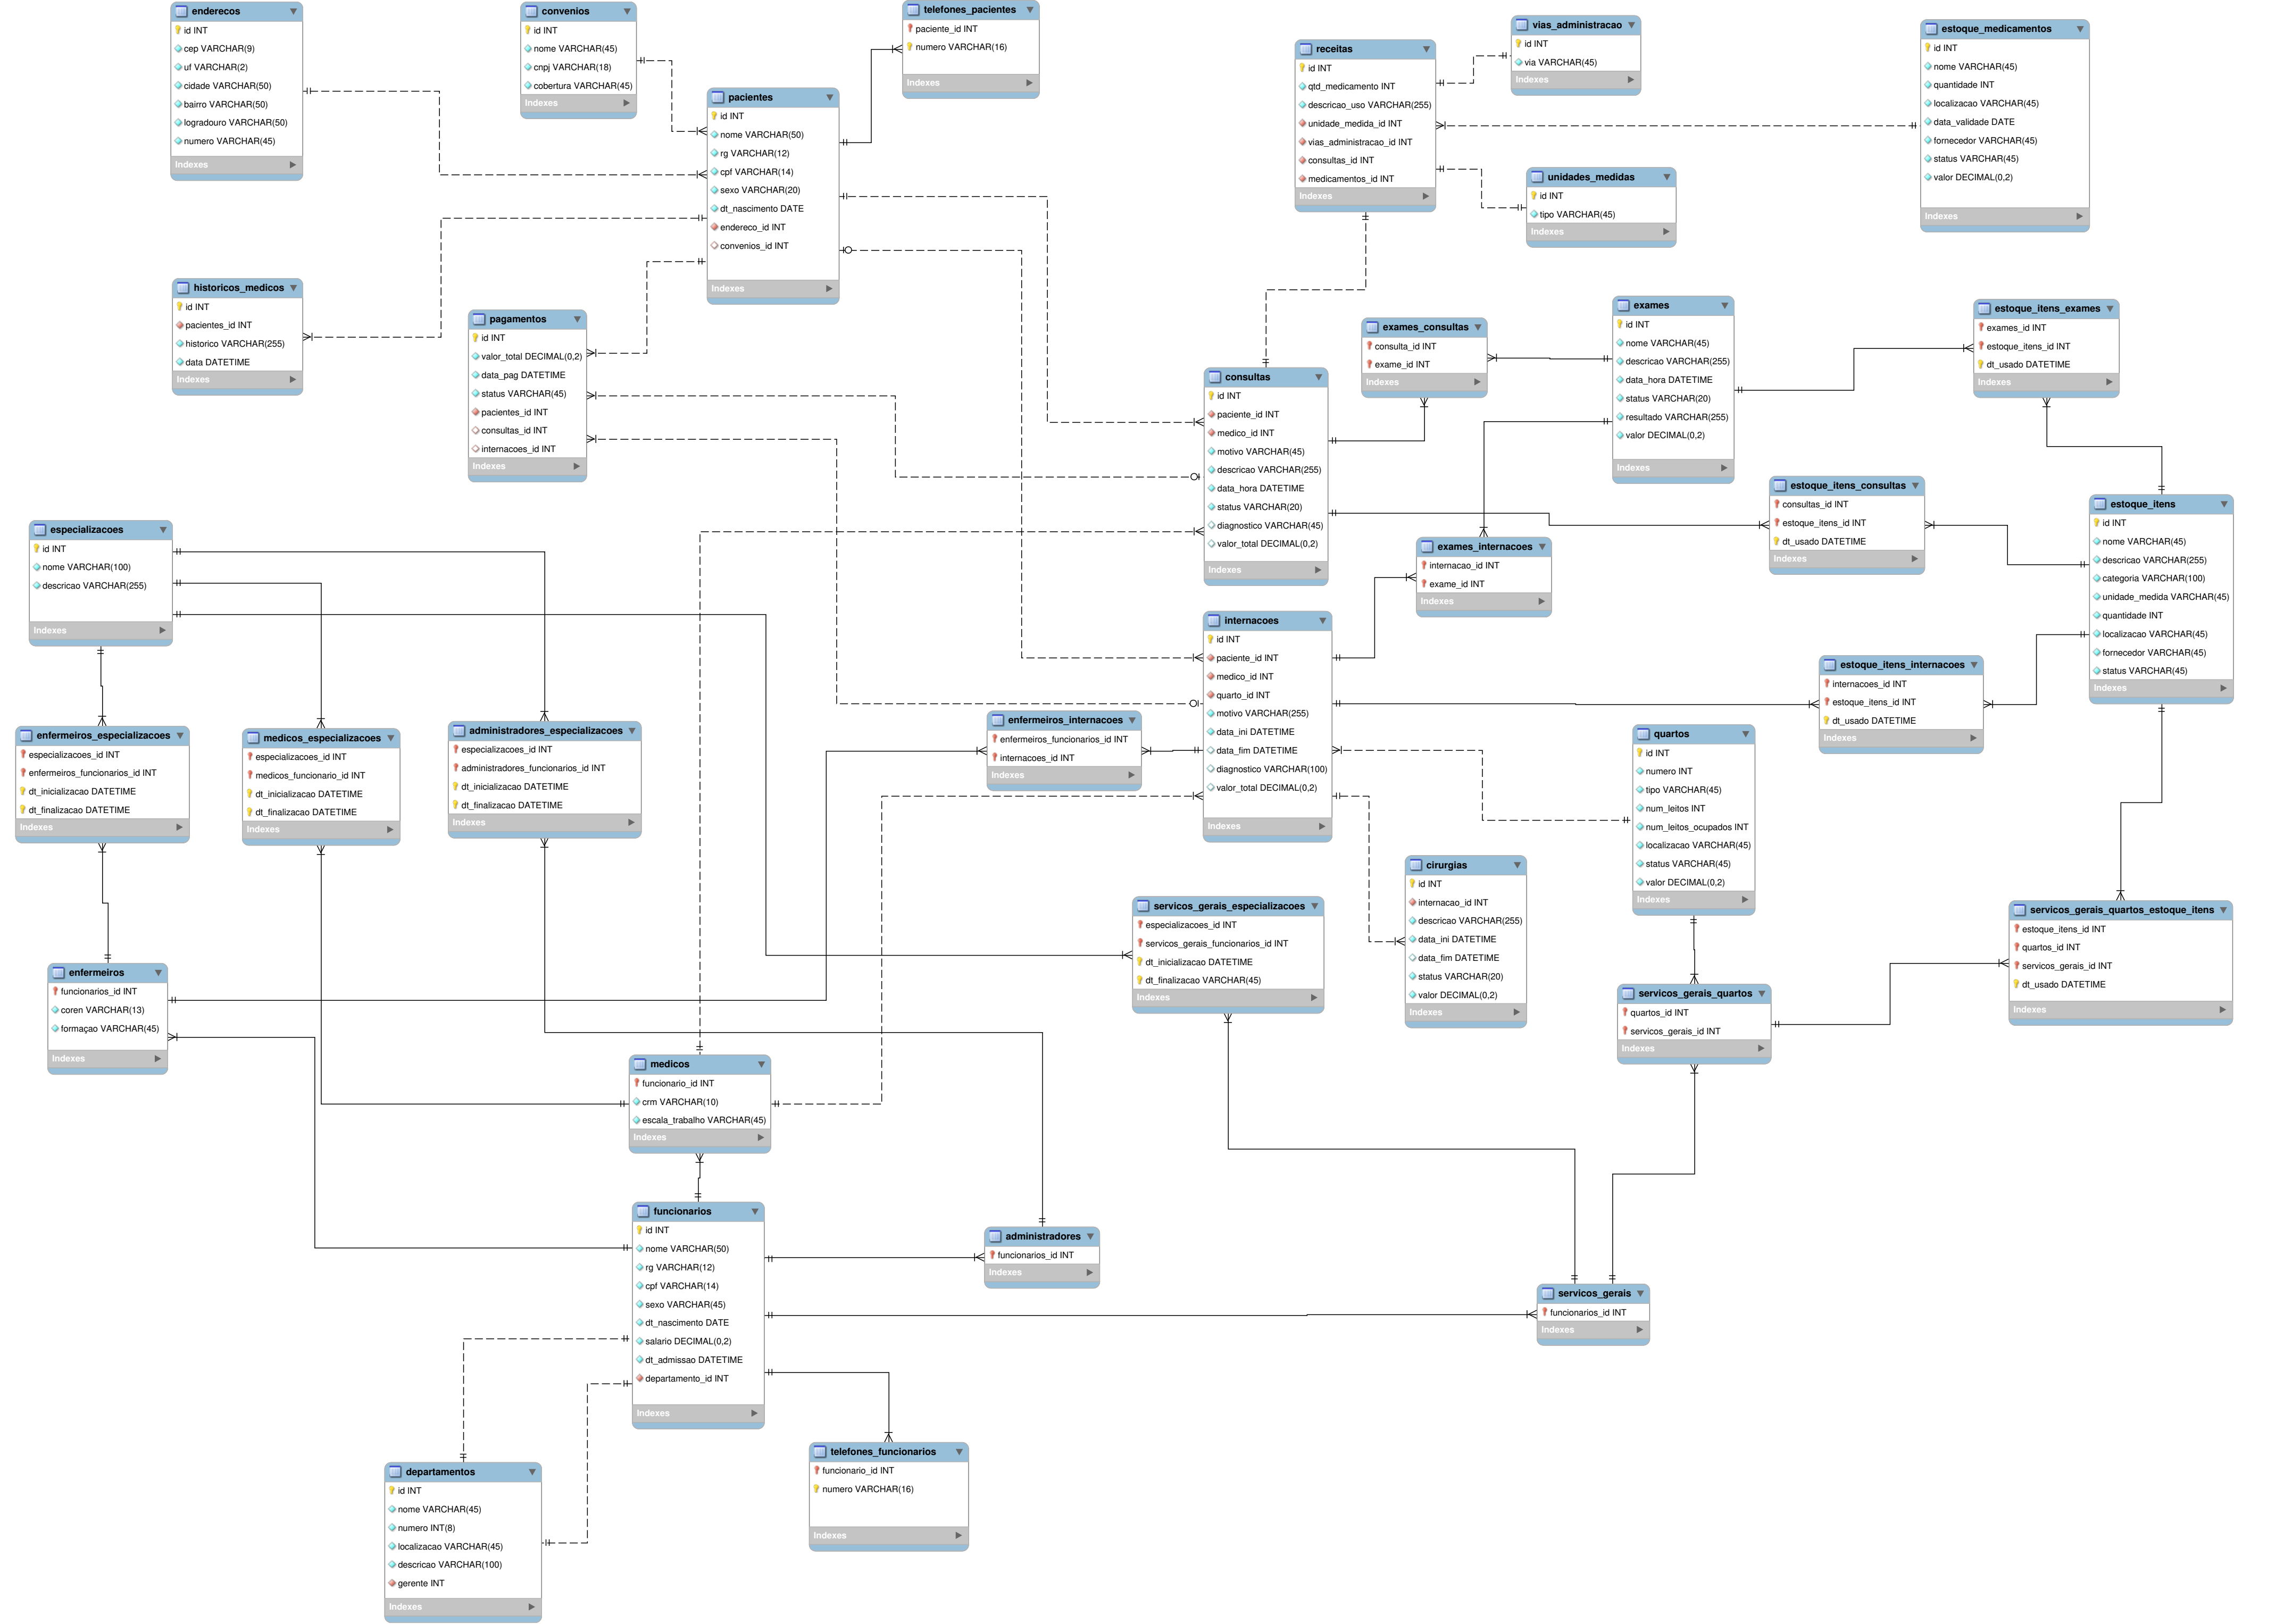 enderecos
id INT
cep VARCHAR(9)
uf VARCHAR(2)
cidade VARCHAR(50)
bairro VARCHAR(50)
logradouro VARCHAR(50)
numero VARCHAR(45)
Indexes
convenios
id INT
nome VARCHAR(45)
cnpj VARCHAR(18)
cobertura VARCHAR(45)
Indexes
telefones_pacientes
paciente_id INT
numero VARCHAR(16)
Indexes
pacientes
id INT
nome VARCHAR(50)
rg VARCHAR(12)
cpf VARCHAR(14)
sexo VARCHAR(20)
dt_nascimento DATE
endereco_id INT
convenios_id INT
Indexes
receitas
id INT
qtd_medicamento INT
descricao_uso VARCHAR(255)
unidade_medida_id INT
vias_administracao_id INT
consultas_id INT
medicamentos_id INT
Indexes
vias_administracao
id INT
via VARCHAR(45)
Indexes
unidades_medidas
id INT
tipo VARCHAR(45)
Indexes
estoque_medicamentos
id INT
nome VARCHAR(45)
quantidade INT
localizacao VARCHAR(45)
data_validade DATE
fornecedor VARCHAR(45)
status VARCHAR(45)
valor DECIMAL(0,2)
Indexes
historicos_medicos
id INT
pacientes_id INT
historico VARCHAR(255)
data DATETIME
Indexes
pagamentos
id INT
valor_total DECIMAL(0,2)
data_pag DATETIME
status VARCHAR(45)
pacientes_id INT
consultas_id INT
internacoes_id INT
Indexes
consultas
id INT
paciente_id INT
medico_id INT
motivo VARCHAR(45)
descricao VARCHAR(255)
data_hora DATETIME
status VARCHAR(20)
diagnostico VARCHAR(45)
valor_total DECIMAL(0,2)
Indexes
exames_consultas
consulta_id INT
exame_id INT
Indexes
exames
id INT
nome VARCHAR(45)
descricao VARCHAR(255)
data_hora DATETIME
status VARCHAR(20)
resultado VARCHAR(255)
valor DECIMAL(0,2)
Indexes
estoque_itens_exames
exames_id INT
estoque_itens_id INT
dt_usado DATETIME
Indexes
estoque_itens_consultas
consultas_id INT
estoque_itens_id INT
dt_usado DATETIME
Indexes
estoque_itens
id INT
nome VARCHAR(45)
descricao VARCHAR(255)
categoria VARCHAR(100)
unidade_medida VARCHAR(45)
quantidade INT
localizacao VARCHAR(45)
fornecedor VARCHAR(45)
status VARCHAR(45)
Indexes
exames_internacoes
internacao_id INT
exame_id INT
Indexes
especializacoes
id INT
nome VARCHAR(100)
descricao VARCHAR(255)
Indexes
internacoes
id INT
paciente_id INT
medico_id INT
quarto_id INT
motivo VARCHAR(255)
data_ini DATETIME
data_fim DATETIME
diagnostico VARCHAR(100)
valor_total DECIMAL(0,2)
Indexes
estoque_itens_internacoes
internacoes_id INT
estoque_itens_id INT
dt_usado DATETIME
Indexes
enfermeiros_especializacoes
especializacoes_id INT
enfermeiros_funcionarios_id INT
dt_inicializacao DATETIME
dt_finalizacao DATETIME
Indexes
medicos_especializacoes
especializacoes_id INT
medicos_funcionario_id INT
dt_inicializacao DATETIME
dt_finalizacao DATETIME
Indexes
administradores_especializacoes
especializacoes_id INT
administradores_funcionarios_id INT
dt_inicializacao DATETIME
dt_finalizacao DATETIME
Indexes
enfermeiros_internacoes
enfermeiros_funcionarios_id INT
internacoes_id INT
Indexes
quartos
id INT
numero INT
tipo VARCHAR(45)
num_leitos INT
num_leitos_ocupados INT
localizacao VARCHAR(45)
status VARCHAR(45)
valor DECIMAL(0,2)
Indexes
cirurgias
id INT
internacao_id INT
descricao VARCHAR(255)
data_ini DATETIME
data_fim DATETIME
status VARCHAR(20)
valor DECIMAL(0,2)
Indexes
servicos_gerais_especializacoes
especializacoes_id INT
servicos_gerais_funcionarios_id INT
dt_inicializacao DATETIME
dt_finalizacao VARCHAR(45)
Indexes
servicos_gerais_quartos_estoque_itens
estoque_itens_id INT
quartos_id INT
servicos_gerais_id INT
dt_usado DATETIME
Indexes
enfermeiros
funcionarios_id INT
coren VARCHAR(13)
formaçao VARCHAR(45)
Indexes
servicos_gerais_quartos
quartos_id INT
servicos_gerais_id INT
Indexes
medicos
funcionario_id INT
crm VARCHAR(10)
escala_trabalho VARCHAR(45)
Indexes
funcionarios
id INT
nome VARCHAR(50)
rg VARCHAR(12)
cpf VARCHAR(14)
sexo VARCHAR(45)
dt_nascimento DATE
salario DECIMAL(0,2)
dt_admissao DATETIME
departamento_id INT
Indexes
administradores
funcionarios_id INT
Indexes
servicos_gerais
funcionarios_id INT
Indexes
telefones_funcionarios
funcionario_id INT
numero VARCHAR(16)
Indexes
departamentos
id INT
nome VARCHAR(45)
numero INT(8)
localizacao VARCHAR(45)
descricao VARCHAR(100)
gerente INT
Indexes